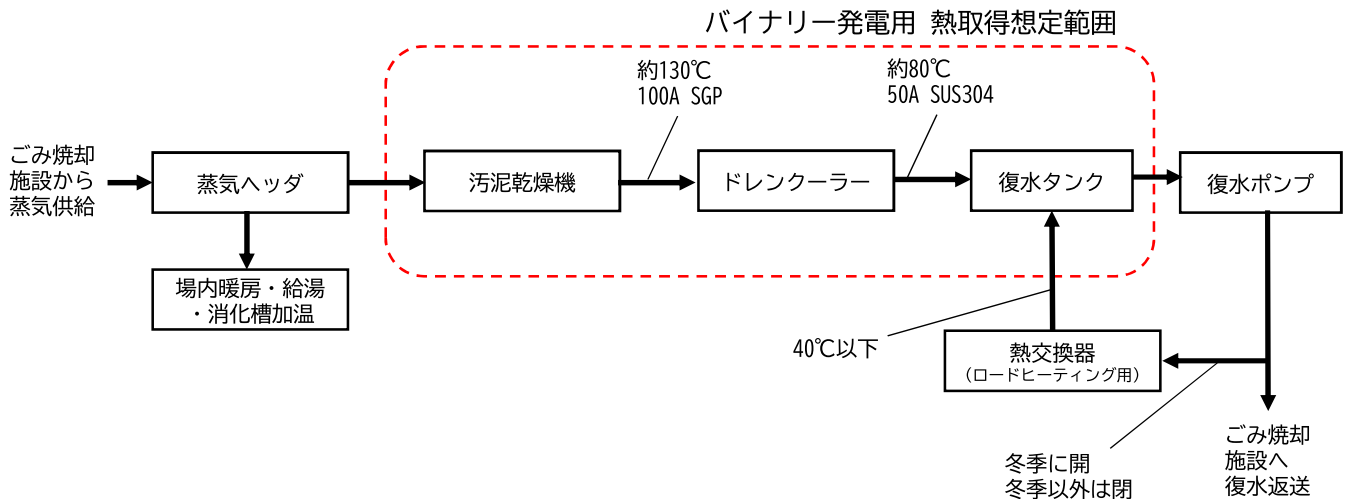 バイナリー発電用 熱取得想定範囲
約130℃
100A SGP
約80℃
50A SUS304
ごみ焼却
施設から
蒸気供給
蒸気ヘッダ
汚泥乾燥機
ドレンクーラー
復水タンク
復水ポンプ
場内暖房・給湯
・消化槽加温
40℃以下
熱交換器
(ロードヒーティング用)
冬季に開
冬季以外は閉
ごみ焼却
施設へ
復水返送